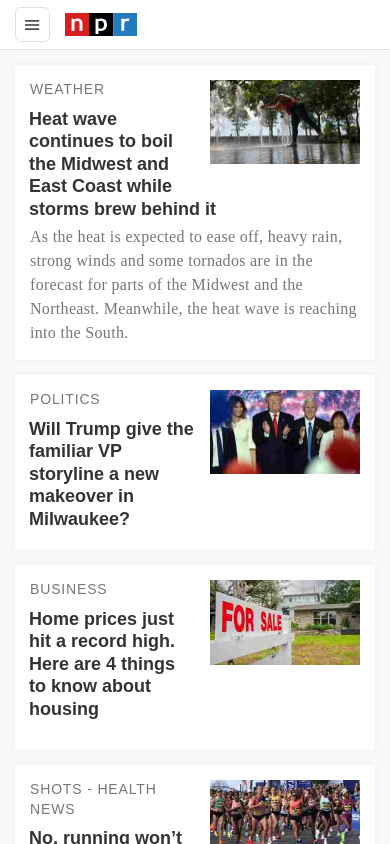 npr
WEATHER
Heat wave
continues to boil
the Midwest and
East Coast while
storms brew behind it
As the heat is expected to ease off, heavy rain,
strong winds and some tornados are in the
forecast for parts of the Midwest and the
Northeast. Meanwhile, the heat wave is reaching
into the South.
POLITICS
Will Trump give the
familiar VP
storyline a new
makeover in
Milwaukee?
BUSINESS
Home prices just
hit a record high.
Here are 4 things
to know about
housing
FOR SALE
SHOTS - HEALTH
NEWS
No, running won’t